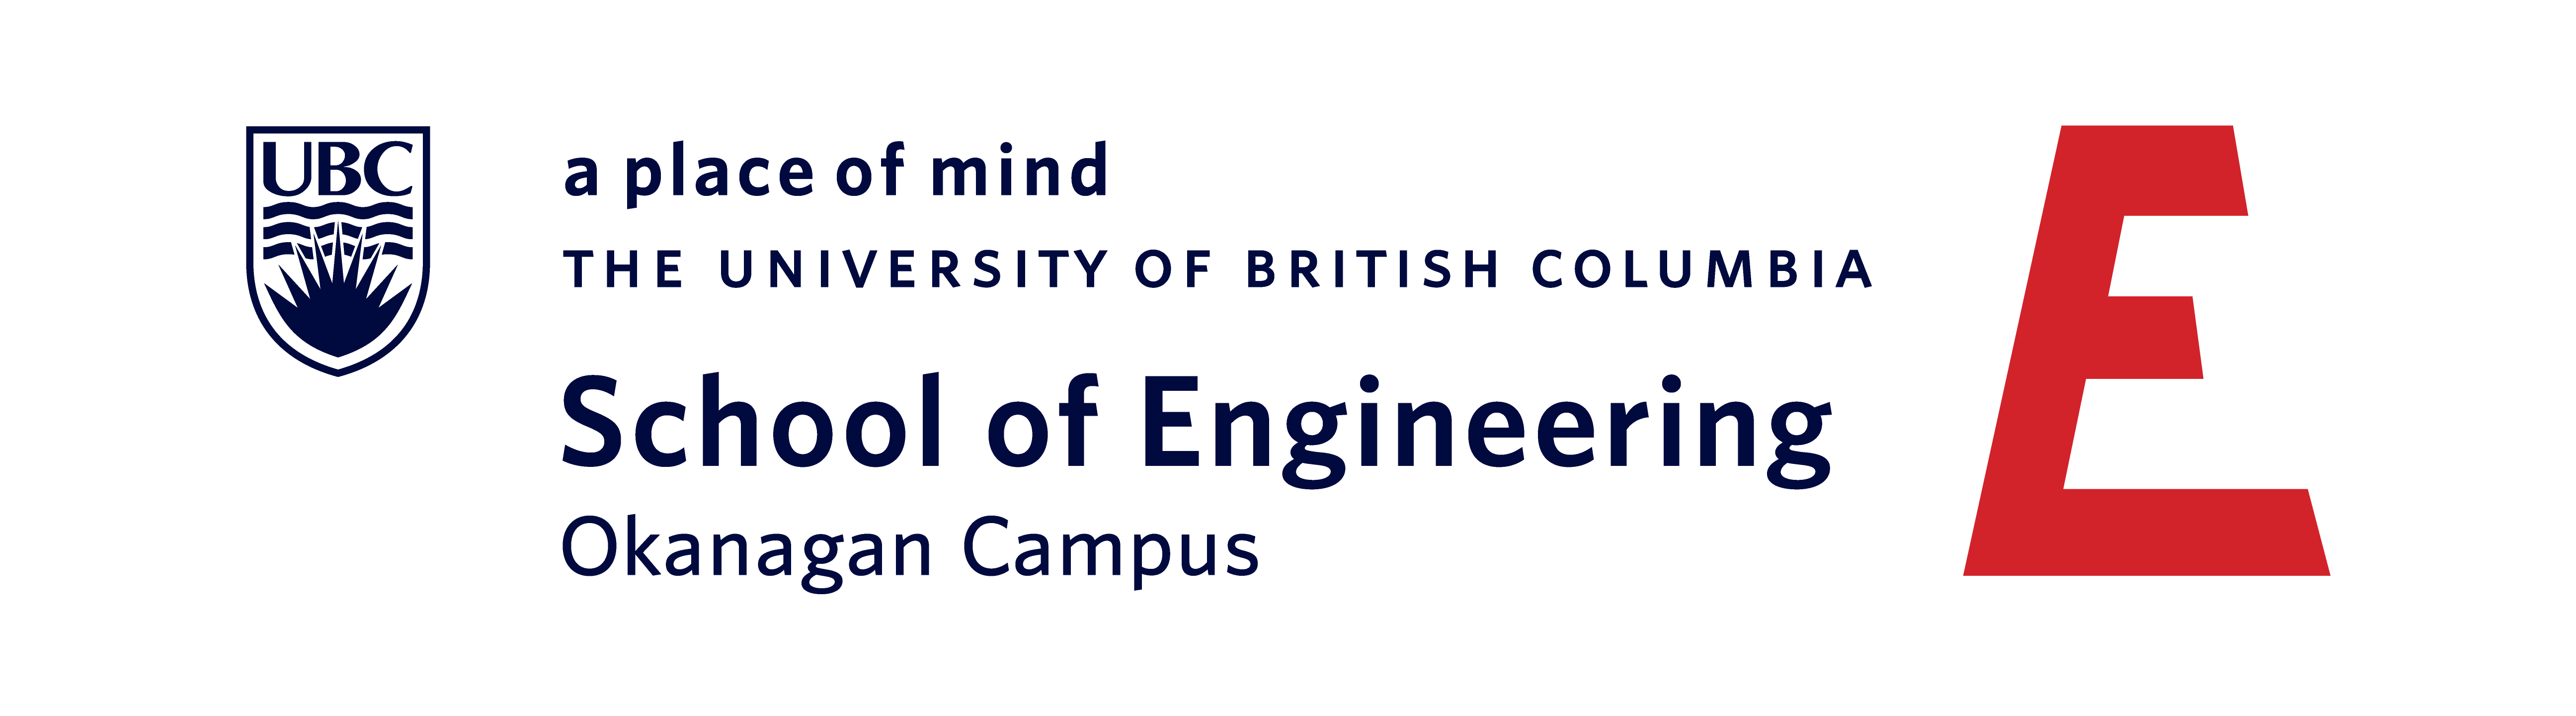 UBC
a place of mind
THE UNIVERSITY OF BRITISH COLUMBIA
School of Engineering
Okanagan Campus
E